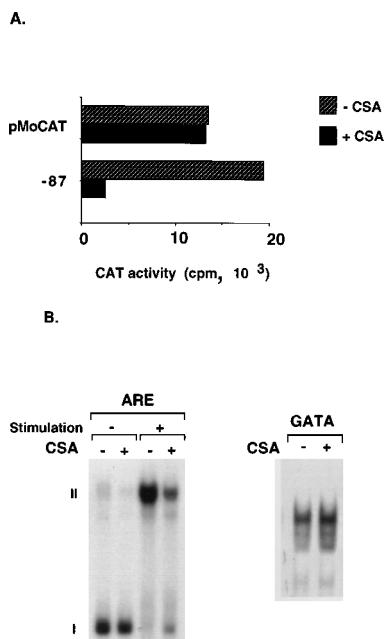 A.
- CSA
+ CSA
pMoCAT
-87
0 10 20
CAT activity (cpm, 10 3)
B.
ARE
Stimulation - +
CSA - + - +
II
I
GATA
CSA - +